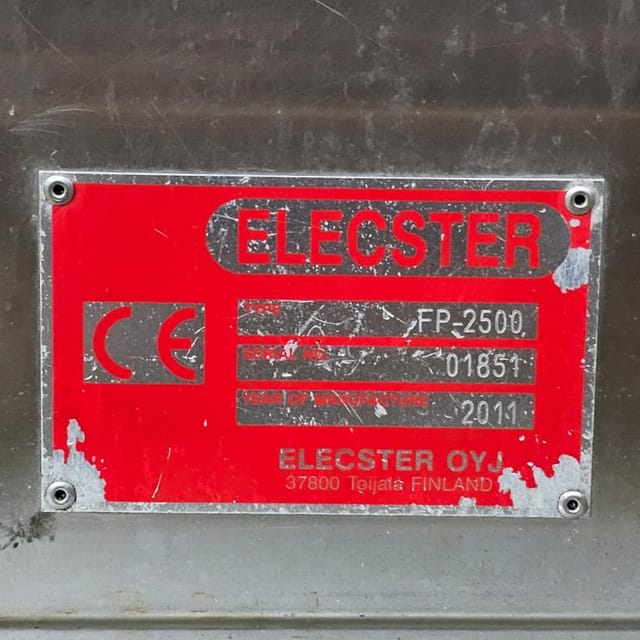 ELECSTER
CE
TYPE FP-2500
SERIAL NO 01851
YEAR OF MANUFACTURE 2011
ELECSTER OYJ
37800 Toijala FINLAND